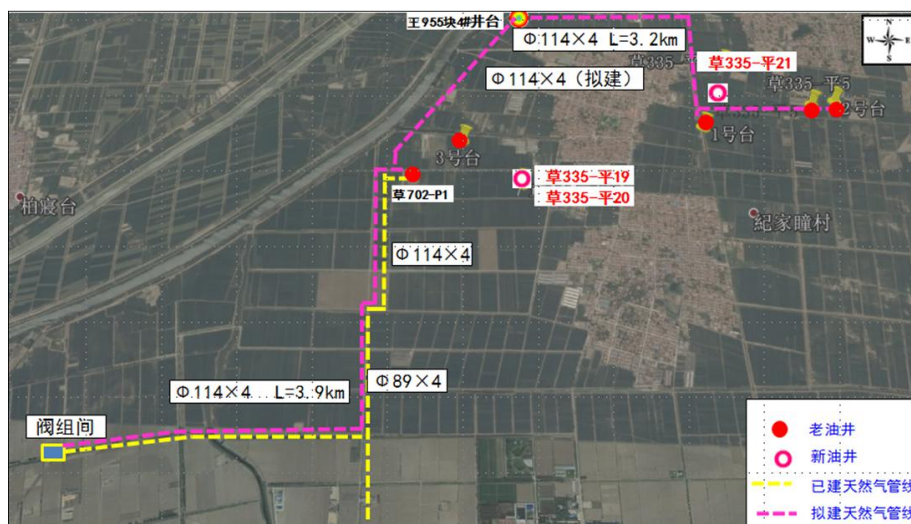 王955块4#井台
Φ114×4 L=3.2km
Φ114×4（拟建）
草335-平21
草335-平5
2号台
1号台
3号台
草702-P1
草335-平19
草335-平20
柏寝台
紀家疃村
Φ114×4
Φ114×4 L=3.9km
Φ89×4
阀组间
N
W
E
S
老油井
新油井
已建天然气管线
拟建天然气管线